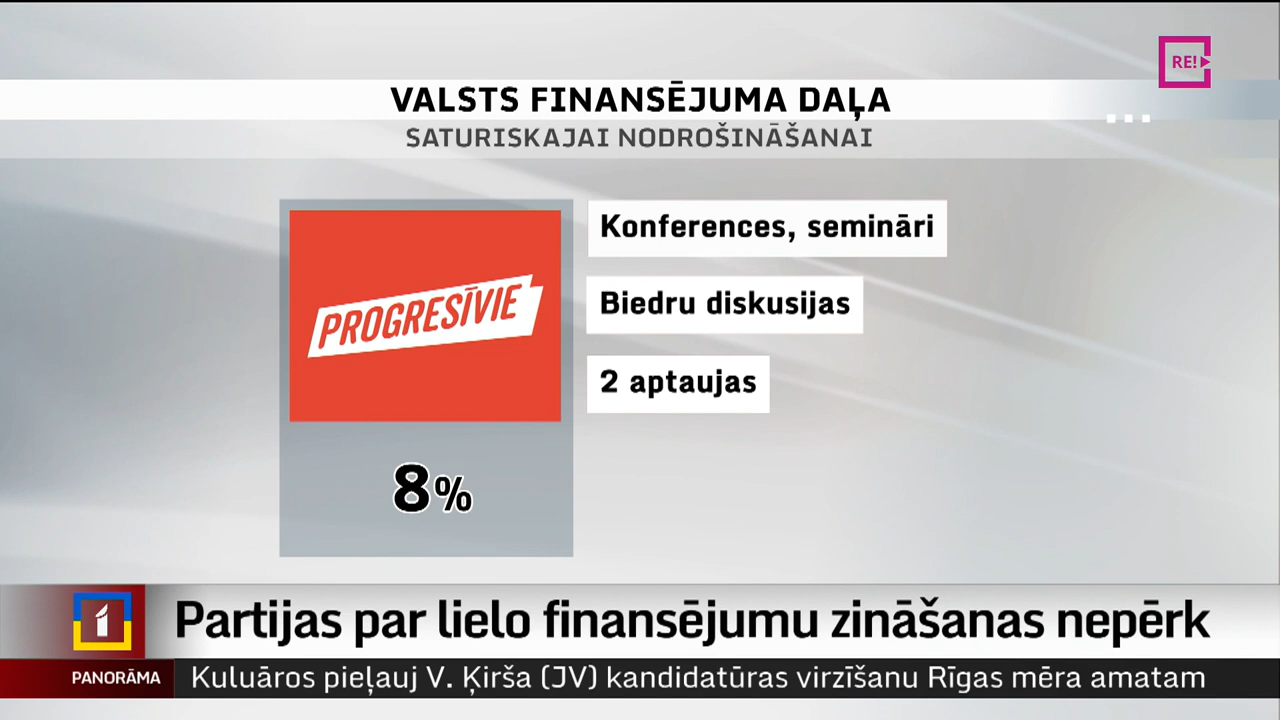 RE!
VALSTS FINANSĒJUMA DAĻA
SATURISKAJAI NODROŠINĀŠANAI
PROGRESĪVIE
Konferences, semināri
Biedru diskusijas
2 aptaujas
8%
1
Partijas par lielo finansējumu zināšanas nepērk
PANORĀMA
Kuluāros pieļauj V. Ķirša (JV) kandidatūras virzīšanu Rīgas mēra amatam